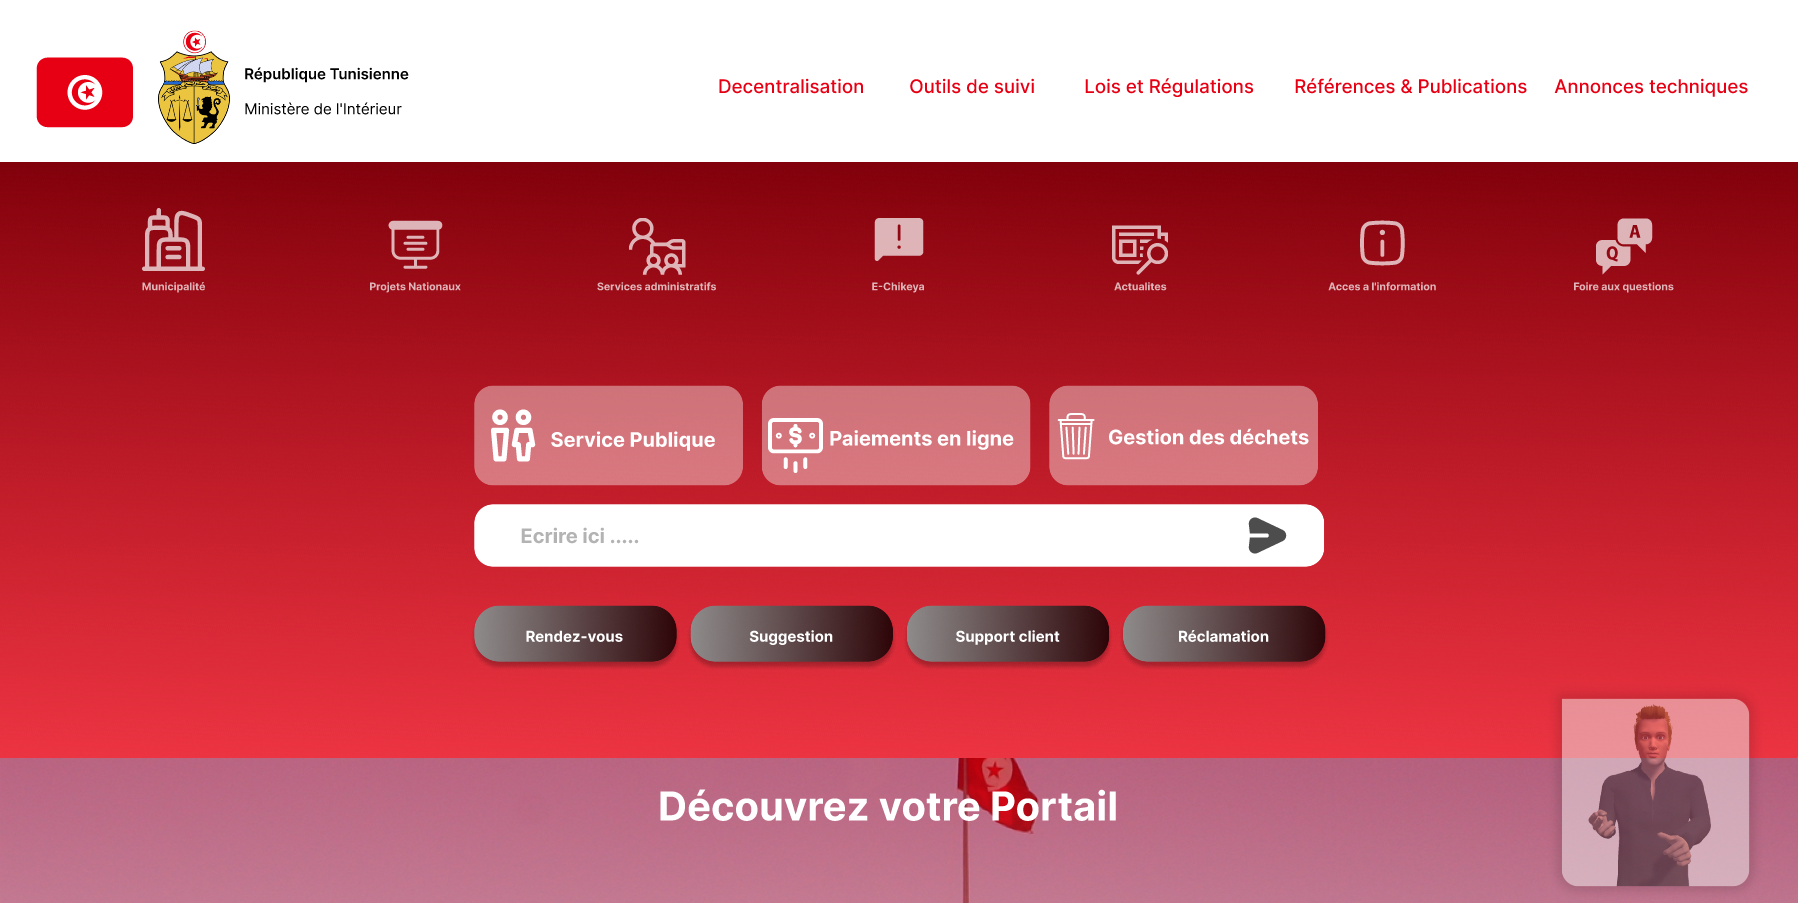 République Tunisienne
Ministère de l'Intérieur
Decentralisation
Outils de suivi
Lois et Régulations
Références & Publications
Annonces techniques
Municipalité
Projets Nationaux
Services administratifs
!
E-Chikeya
Actualites
i
Acces a l'information
A
Q
Foire aux questions
Service Publique
$
Paiements en ligne
Gestion des déchets
Ecrire ici .....
Rendez-vous
Suggestion
Support client
Réclamation
Découvrez votre Portail